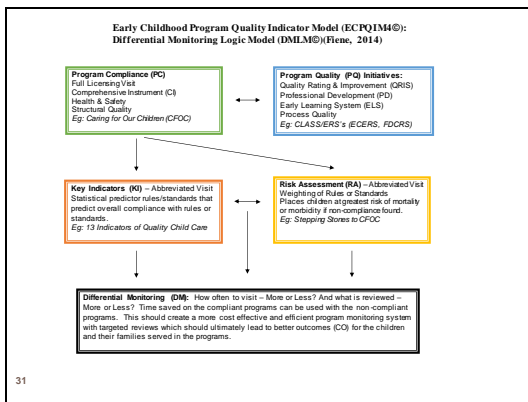 Early Childhood Program Quality Indicator Model (ECPQIM4©):
Differential Monitoring Logic Model (DMLM©)(Fiene, 2014)
Program Compliance (PC)
Full Licensing Visit
Comprehensive Instrument (CI)
Health & Safety
Structural Quality
Eg: Caring for Our Children (CFOC)
Program Quality (PQ) Initiatives:
Quality Rating & Improvement (QRIS)
Professional Development (PD)
Early Learning System (ELS)
Process Quality
Eg: CLASS/ERS's (ECERS, FDCRS)
Key Indicators (KI) – Abbreviated Visit
Statistical predictor rules/standards that
predict overall compliance with rules or
standards.
Eg: 13 Indicators of Quality Child Care
Risk Assessment (RA) – Abbreviated Visit
Weighting of Rules or Standards
Places children at greatest risk of mortality
or morbidity if non-compliance found.
Eg: Stepping Stones to CFOC
Differential Monitoring (DM): How often to visit – More or Less? And what is reviewed –
More or Less? Time saved on the compliant programs can be used with the non-compliant
programs. This should create a more cost effective and efficient program monitoring system
with targeted reviews which should ultimately lead to better outcomes (CO) for the children
and their families served in the programs.
31